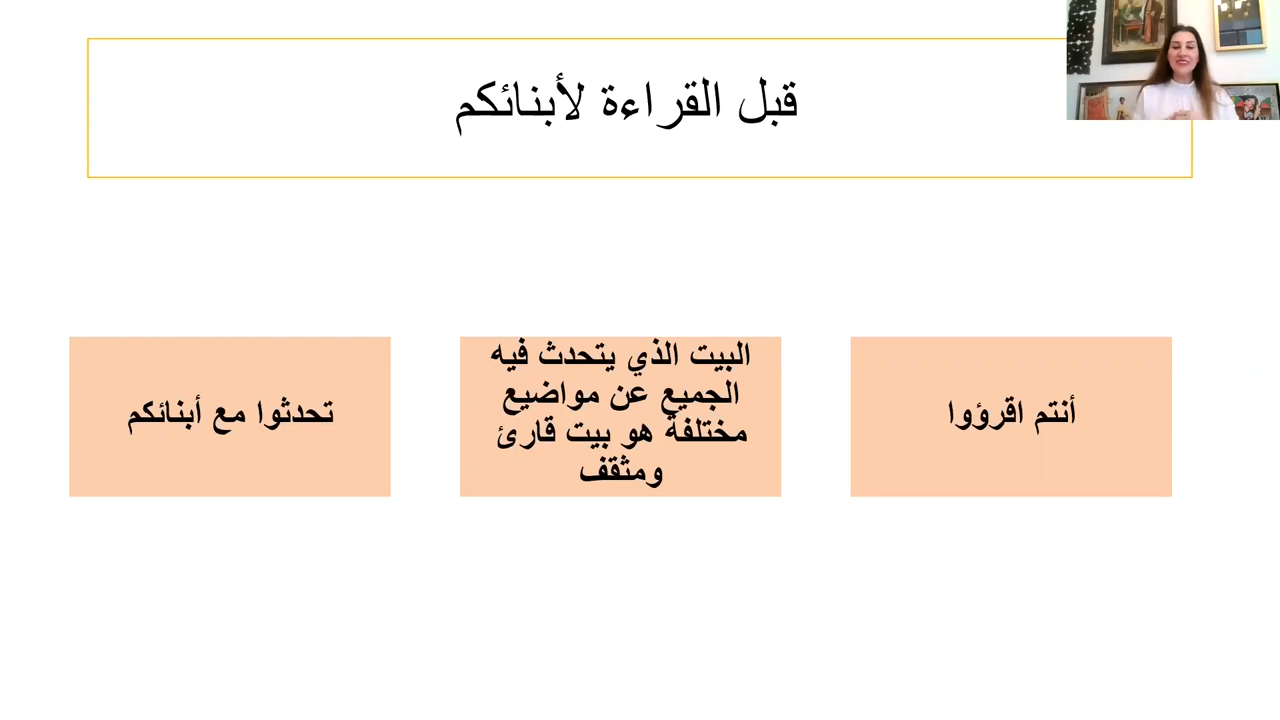 قبل القراءة لأبنائكم
أنتم اقرؤوا
البيت الذي يتحدث فيه
الجميع عن مواضيع
مختلفة هو بيت قارئ
ومثقف
تحدثوا مع أبنائكم